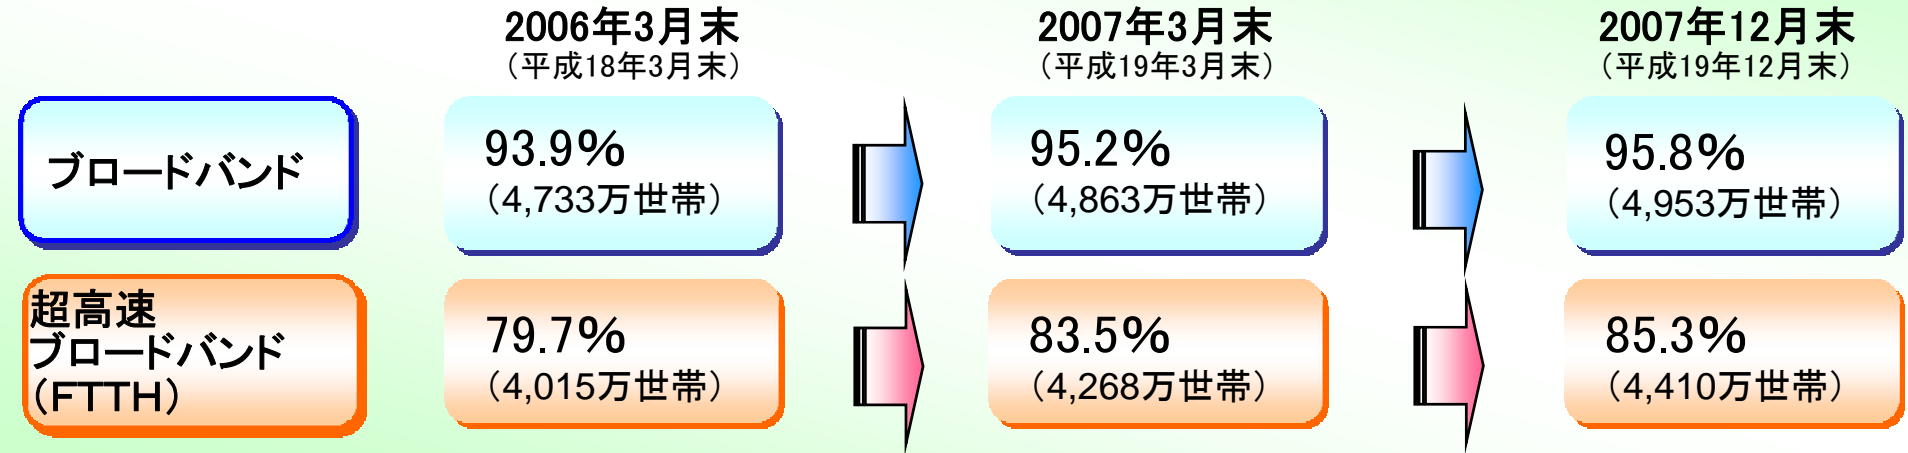 2006年3月末
（平成18年3月末）
2007年3月末
（平成19年3月末）
2007年12月末
（平成19年12月末）
ブロードバンド
93.9%
（4,733万世帯）
95.2%
（4,863万世帯）
95.8%
（4,953万世帯）
超高速
ブロードバンド
（FTTH）
79.7%
（4,015万世帯）
83.5%
（4,268万世帯）
85.3%
（4,410万世帯）